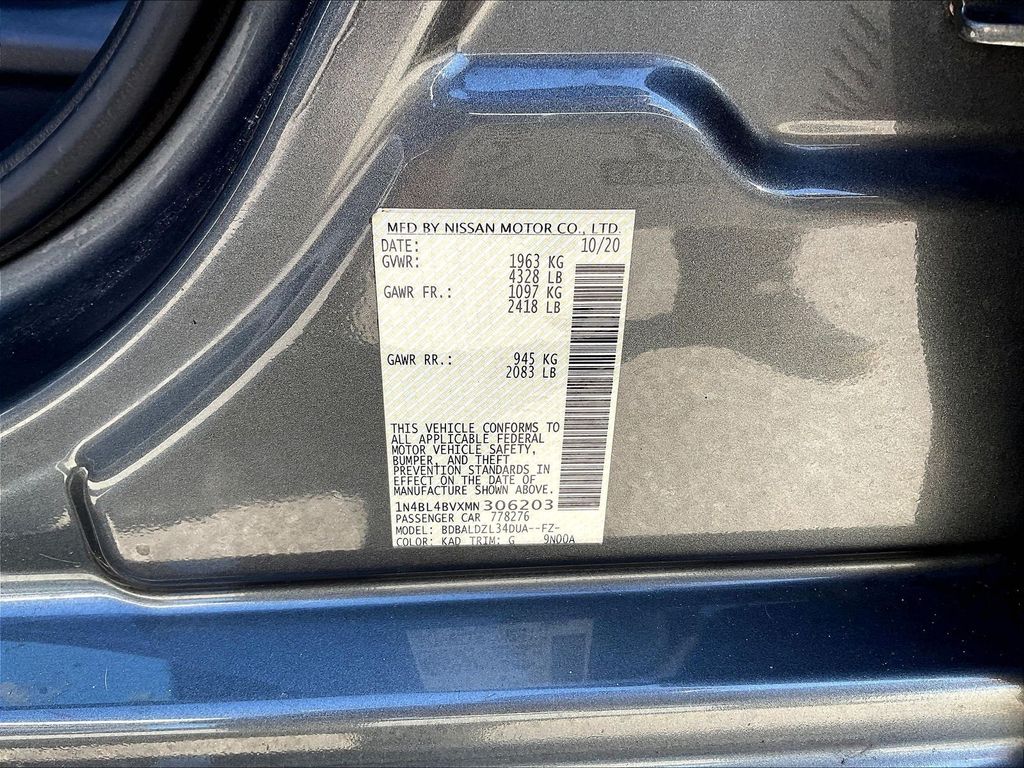 MFD BY NISSAN MOTOR CO., LTD.
DATE: 10/20
GVWR: 1963 KG
4328 LB
GAWR FR.: 1097 KG
2418 LB
GAWR RR.: 945 KG
2083 LB
THIS VEHICLE CONFORMS TO
ALL APPLICABLE FEDERAL
MOTOR VEHICLE SAFETY,
BUMPER, AND THEFT
PREVENTION STANDARDS IN
EFFECT ON THE DATE OF
MANUFACTURE SHOWN ABOVE.
1N4BL4BVXMN306203
PASSENGER CAR 778276
MODEL: BDBALDZL34DUA--FZ-
COLOR: KAD TRIM: G 9N00A